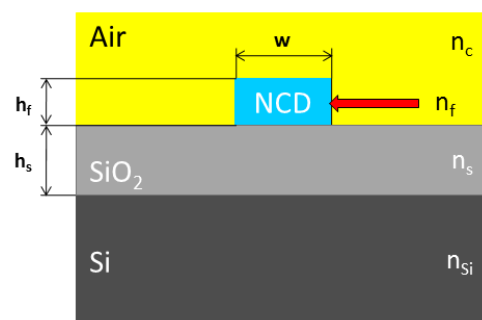 Air
w
n_c
h_f
NCD
n_f
h_s
SiO₂
n_s
Si
n_Si